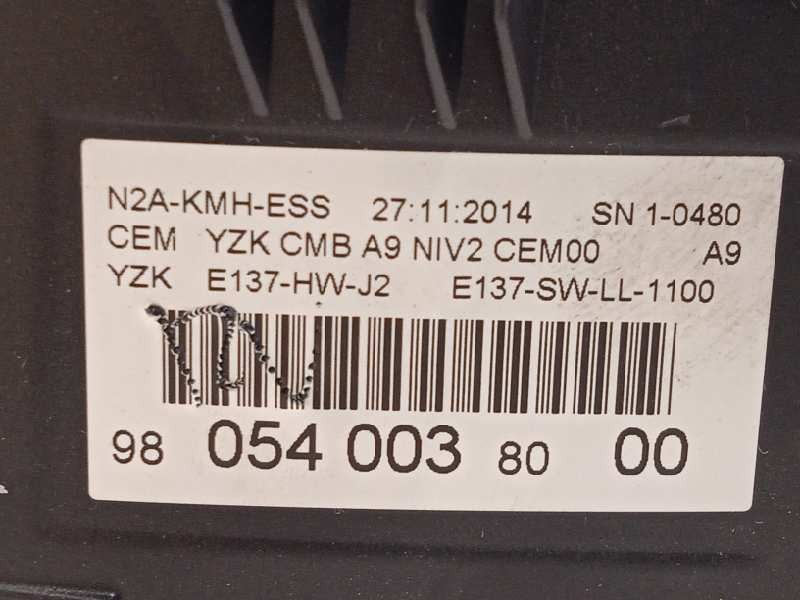 N2A-KMH-ESS 27:11:2014 SN 1-0480
CEM YZK CMB A9 NIV2 CEM00 A9
YZK E137-HW-J2 E137-SW-LL-1100
98 054 003 80 00